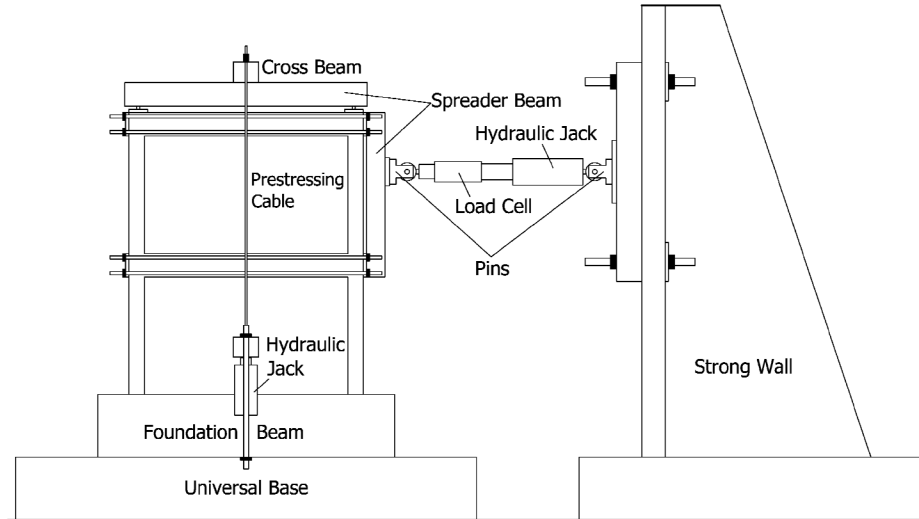 Cross Beam
Spreader Beam
Hydraulic Jack
Prestressing
Cable
Load Cell
Pins
Hydraulic
Jack
Strong Wall
Foundation Beam
Universal Base